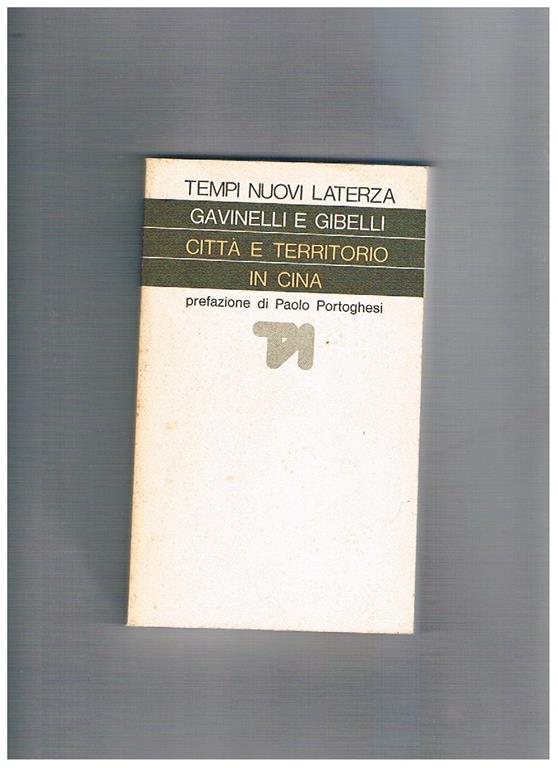 TEMPI NUOVI LATERZA
GAVINELLI E GIBELLI
CITTÀ E TERRITORIO
IN CINA
prefazione di Paolo Portoghesi